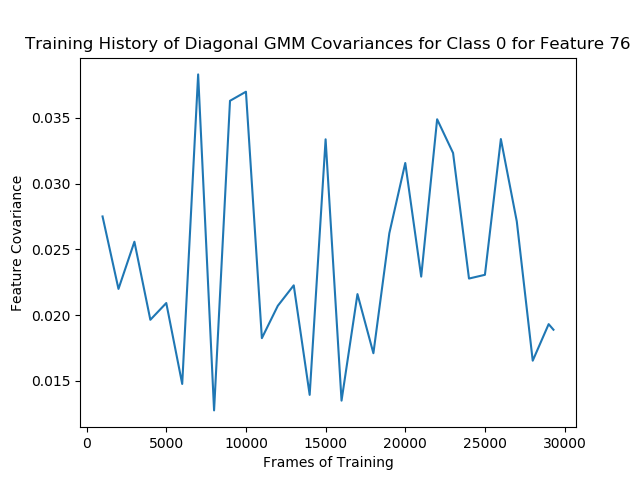 Training History of Diagonal GMM Covariances for Class 0 for Feature 76
0.035
0.030
0.025
0.020
0.015
Feature Covariance
0 5000 10000 15000 20000 25000 30000
Frames of Training